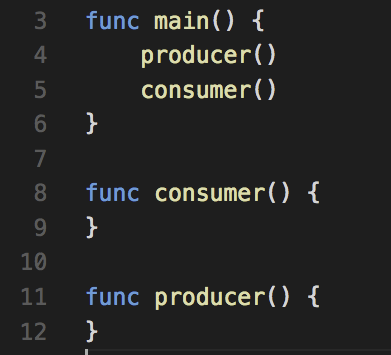 3 func main() {
4     producer()
5     consumer()
6 }
7
8 func consumer() {
9 }
10
11 func producer() {
12 }